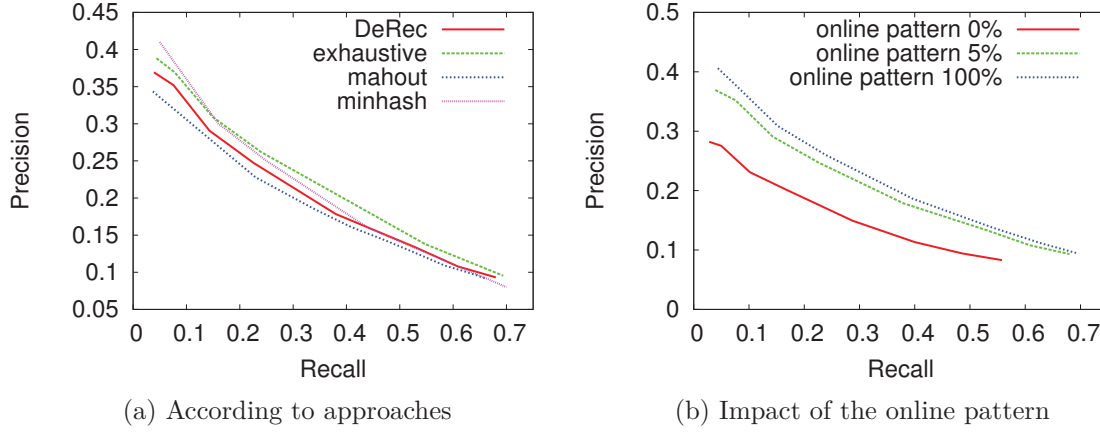 0.45
0.4
0.35
0.3
0.25
0.2
0.15
0.1
0.05
Precision
DeRec
exhaustive
mahout
minhash
0 0.1 0.2 0.3 0.4 0.5 0.6 0.7
Recall
(a) According to approaches
0.5
0.4
0.3
0.2
0.1
0
Precision
online pattern 0%
online pattern 5%
online pattern 100%
0 0.1 0.2 0.3 0.4 0.5 0.6 0.7
Recall
(b) Impact of the online pattern